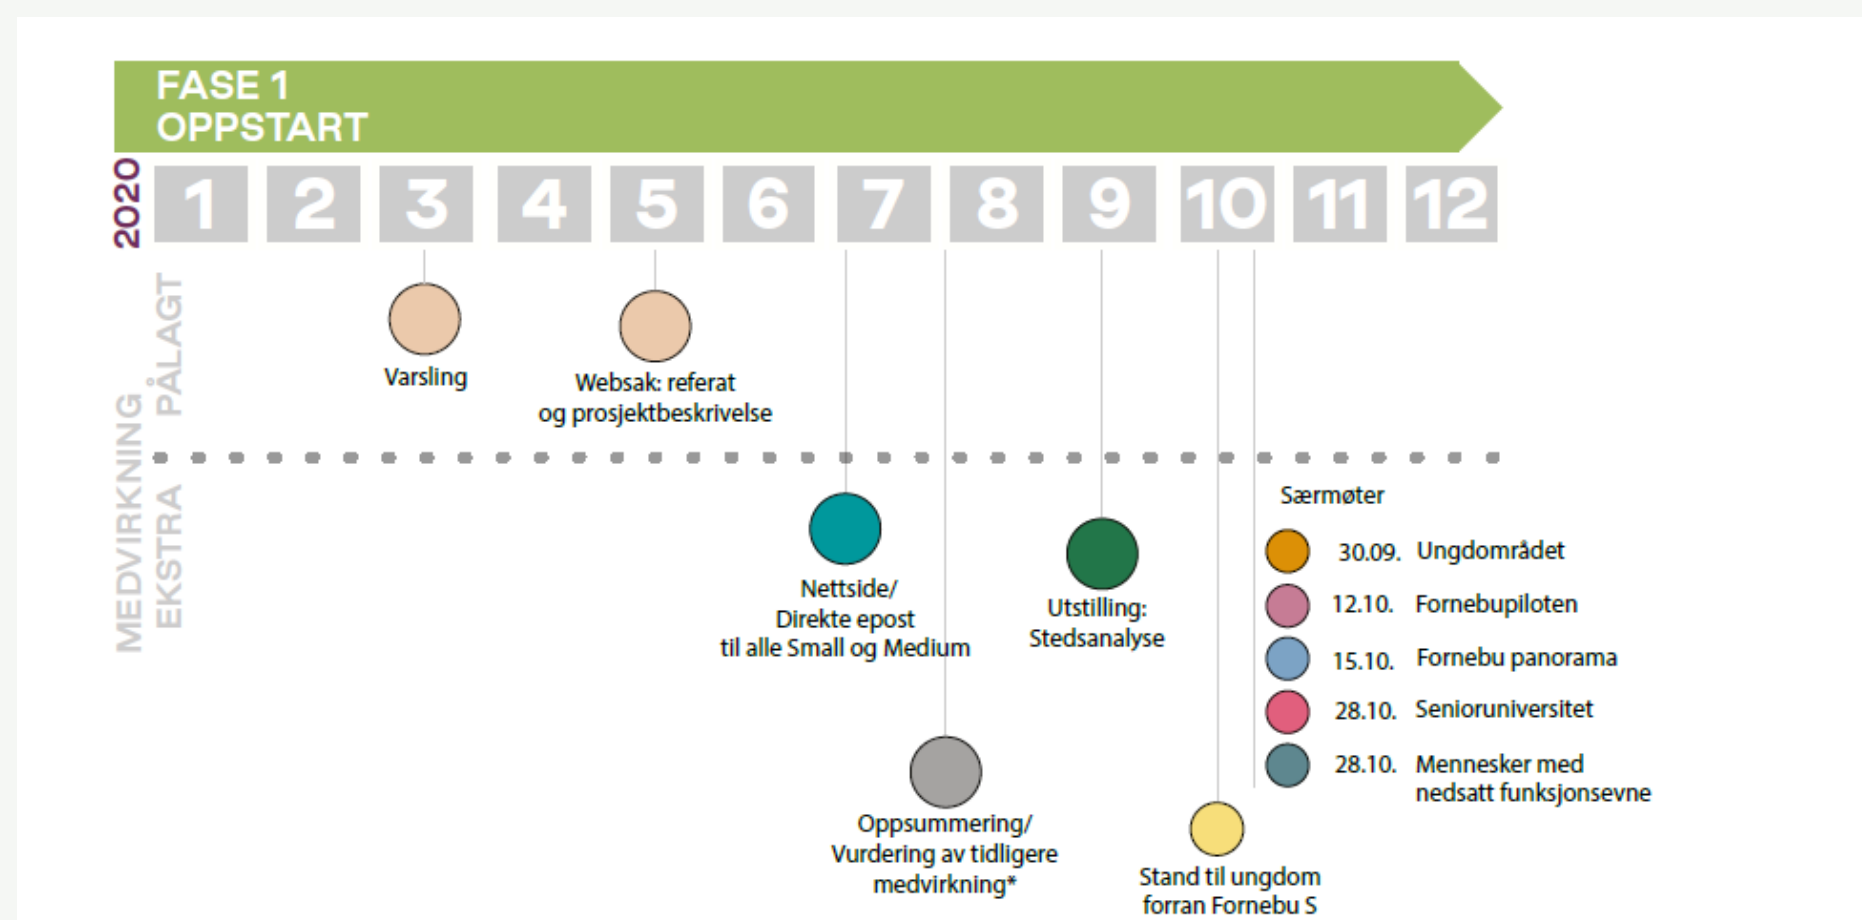 FASE 1
OPPSTART
2020
1 2 3 4 5 6 7 8 9 10 11 12
MEDVIRKNING
PÅLAGT
EKSTRA
Varsling
Websak: referat
og prosjektbeskrivelse
Nettside/
Direkte epost
til alle Small og Medium
Oppsummering/
Vurdering av tidligere
medvirkning*
Utstilling:
Stedsanalyse
Stand til ungdom
forran Fornebu S
Særmøter
30.09. Ungdområdet
12.10. Fornebupiloten
15.10. Fornebu panorama
28.10. Senioruniversitet
28.10. Mennesker med
nedsatt funksjonsevne